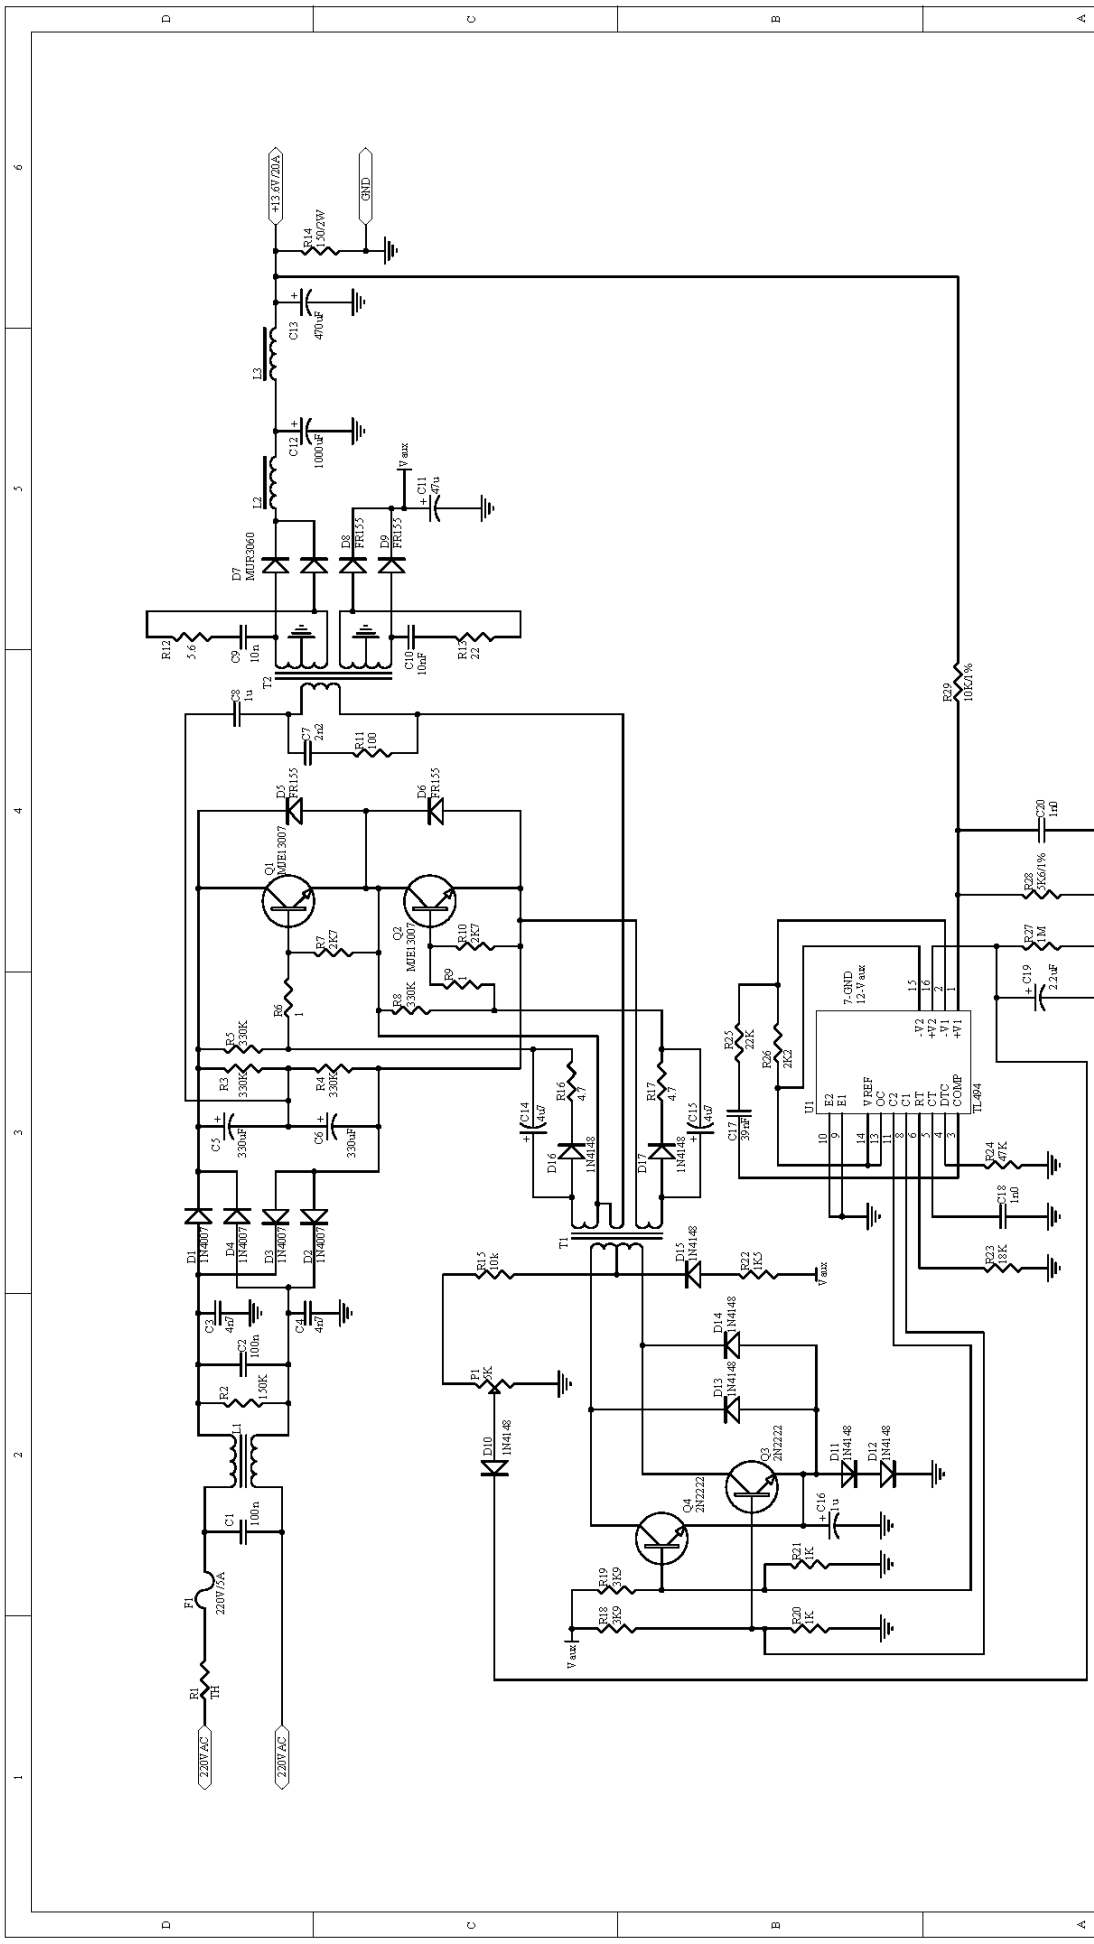 1
2
3
4
5
6
D
C
B
A
D
C
B
A
220VAC
220VAC
R1
TH
F1
220V/5A
C1
100n
L1
R2
150K
C2
100n
C3
4n7
C4
4n7
D1
1N4007
D4
1N4007
D3
1N4007
D2
1N4007
C5
+
330uF
C6
+
330uF
R3
330K
R4
330K
R5
330K
R6
1
R7
2K7
R8
330K
R9
1
R10
2K7
Q1
MJE13007
Q2
MJE13007
D5
FR155
D6
FR155
C7
2n2
R11
100
C8
1u
T2
R12
5.6
C9
10n
C10
10nF
R13
22
D7
MUR3060
D8
FR155
D9
FR155
Vaux
+
C11
47u
L2
C12
+
1000uF
L3
C13
+
470uF
R14
150/2W
+13.6V/20A
GND
C14
4u7
+
R16
4.7
D16
1N4148
R17
4.7
D17
1N4148
C15
4u7
+
T1
R15
10k
D15
1N4148
R22
1K5
Vaux
P1
5K
D10
1N4148
D14
1N4148
D13
1N4148
Q3
2N2222
Q4
2N2222
D11
1N4148
D12
1N4148
+
C16
1u
R19
3K9
R18
3K9
Vaux
R21
1K
R20
1K
R25
22K
R26
2K2
C17
39nF
7-GND
12-Vaux
U1
TL494
10
E2
9
E1
14
VREF
13
OC
11
C2
8
C1
6
RT
5
CT
4
DTC
3
COMP
15
-V2
16
+V2
2
-V1
1
+V1
R24
47K
C18
1n0
R23
18K
R29
10K/1%
C20
1n0
R28
5K6/1%
R27
1M
+
C19
2.2uF